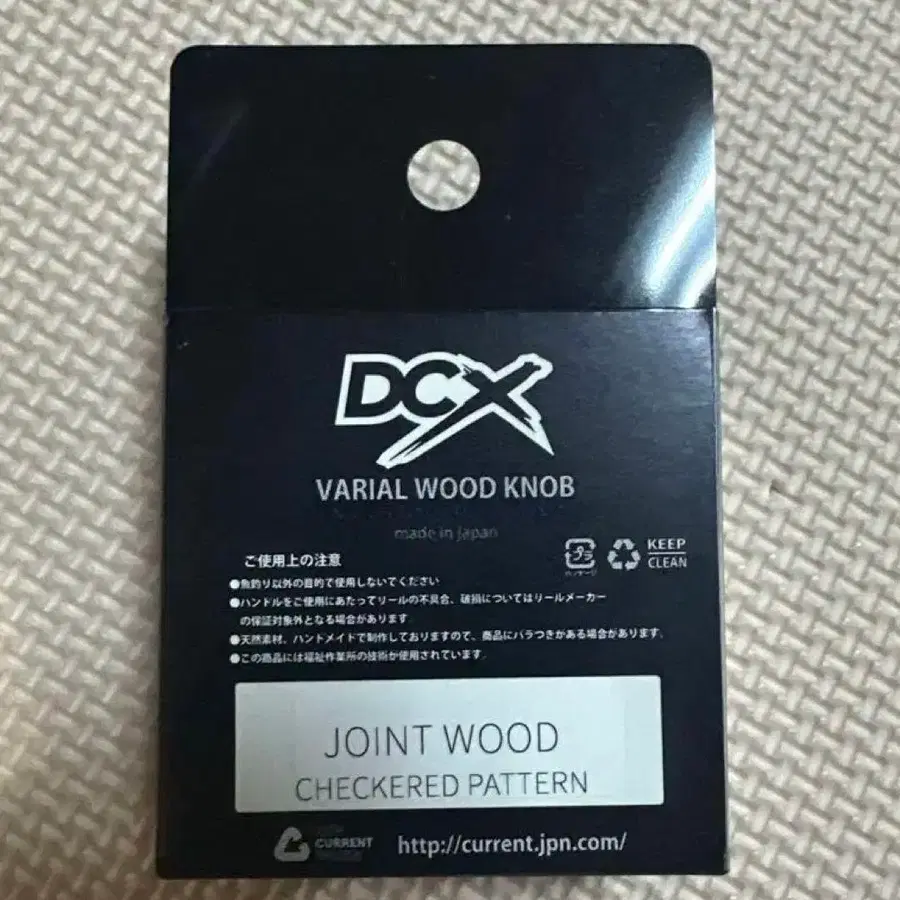 DCX
VARIAL WOOD KNOB
made in Japan
ご使用上の注意
KEEP
CLEAN
●魚釣り以外の目的で使用しないでください
●ハンドルをご使用にあたってリールの不具合、破損についてはリールメーカー
の保証対象外となる場合があります
●天然素材、ハンドメイドで制作しておりますので、商品にバラつきがある場合があります。
●この商品には福祉作業所の技術が使用されています。
JOINT WOOD
CHECKERED PATTERN
CURRENT
http://current.jpn.com/